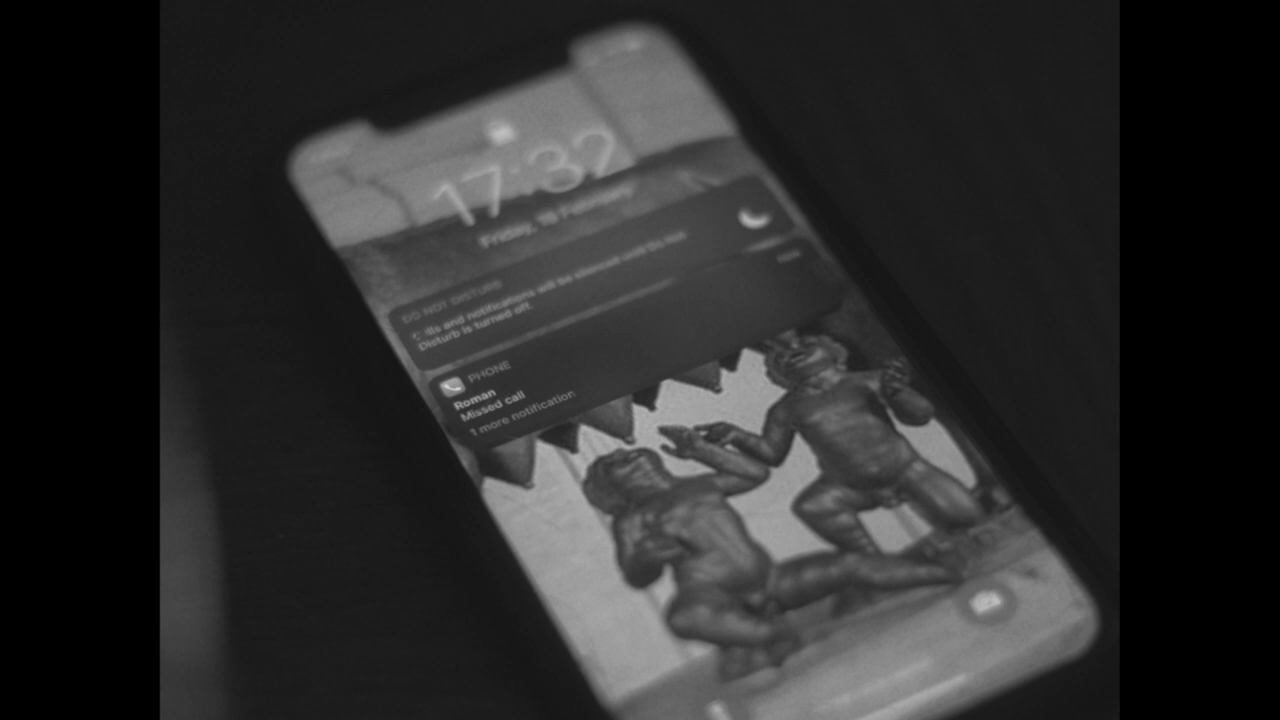 17:32
Friday, 19 February
DO NOT DISTURB
Calls and notifications will be silenced until Do Not
Disturb is turned off.
PHONE
Roman
Missed call
1 more notification